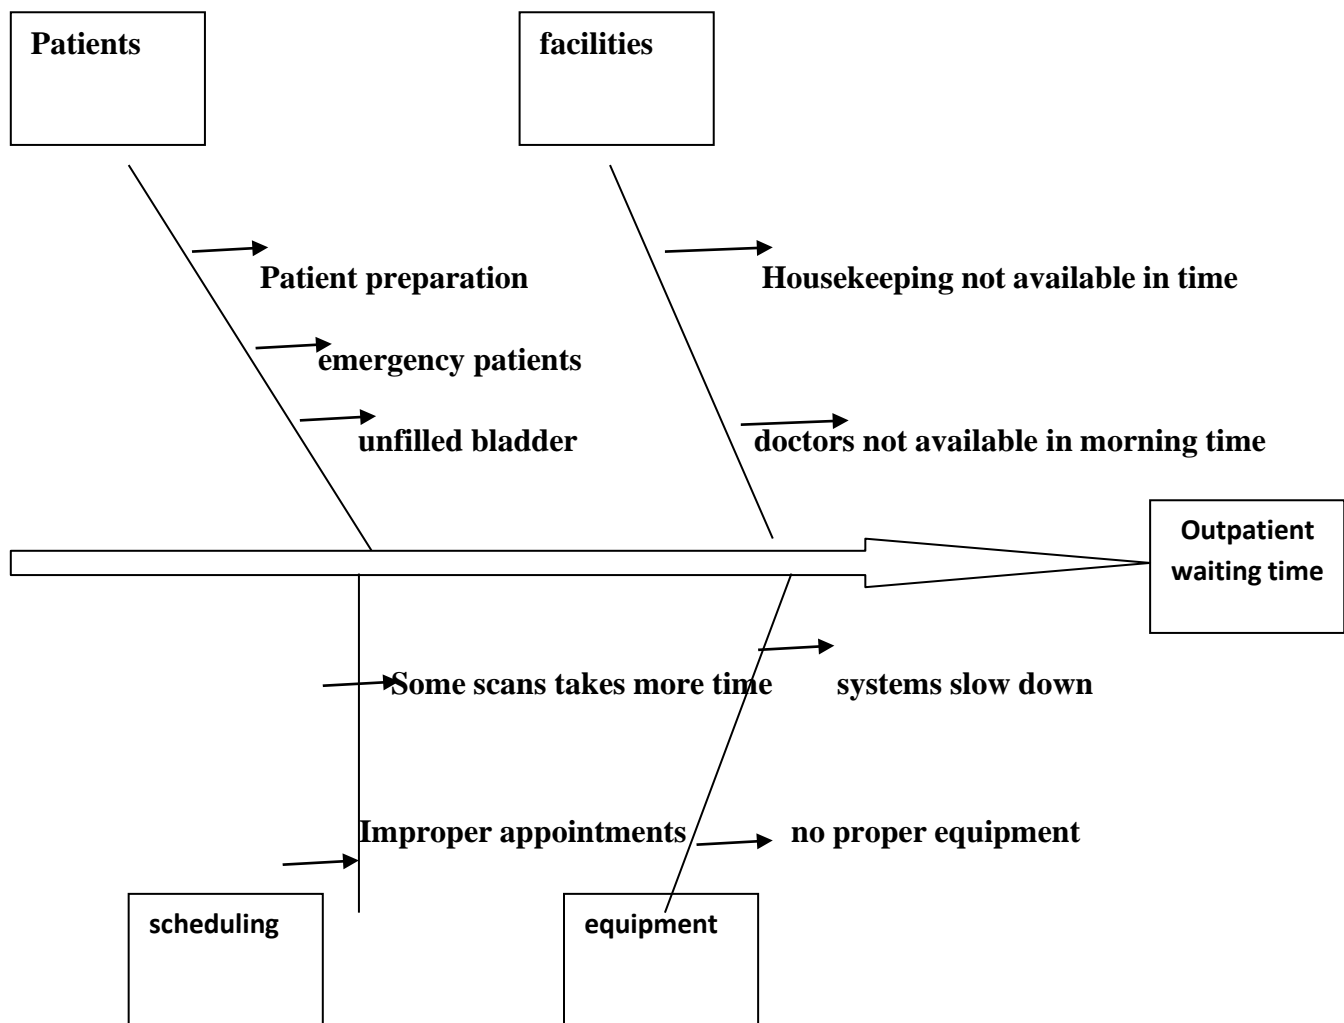 Patients
facilities
Patient preparation
Housekeeping not available in time
emergency patients
unfilled bladder
doctors not available in morning time
Outpatient
waiting time
Some scans takes more time
systems slow down
Improper appointments
no proper equipment
scheduling
equipment